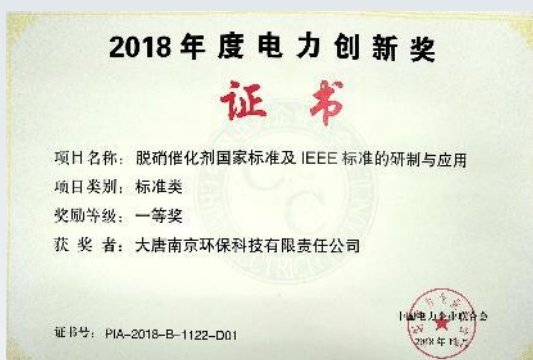 2018年度电力创新奖
证书
项目名称：脱硝催化剂国家标准及 IEEE 标准的研制与应用
项目类别：标准类
奖励等级：一等奖
获 奖 者：大唐南京环保科技有限责任公司
中国电力企业联合会
证书号：PIA-2018-B-1122-D01